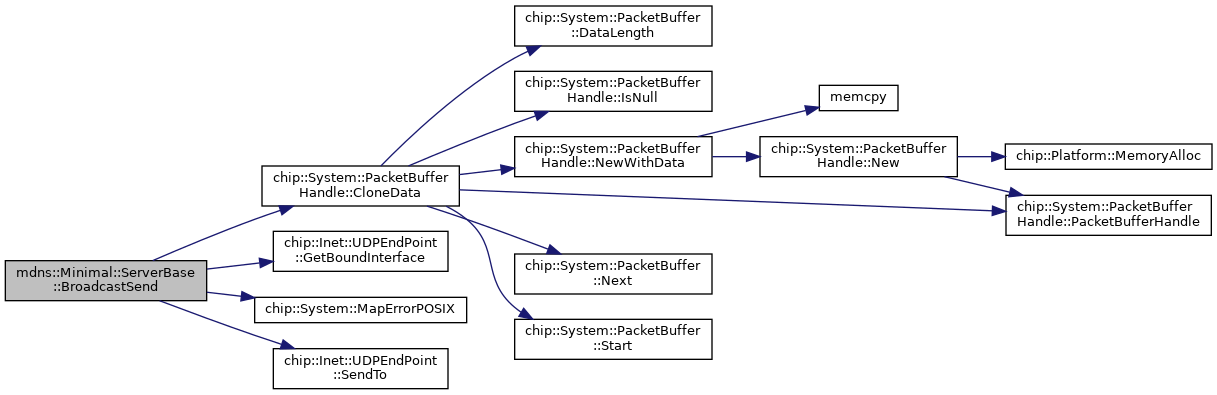 chip::System::PacketBuffer
::DataLength
chip::System::PacketBuffer
Handle::IsNull
memcpy
chip::System::PacketBuffer
Handle::NewWithData
chip::System::PacketBuffer
Handle::New
chip::Platform::MemoryAlloc
chip::System::PacketBuffer
Handle::CloneData
chip::System::PacketBuffer
Handle::PacketBufferHandle
chip::Inet::UDPEndPoint
::GetBoundInterface
mdns::Minimal::ServerBase
::BroadcastSend
chip::System::PacketBuffer
::Next
chip::System::MapErrorPOSIX
chip::System::PacketBuffer
::Start
chip::Inet::UDPEndPoint
::SendTo